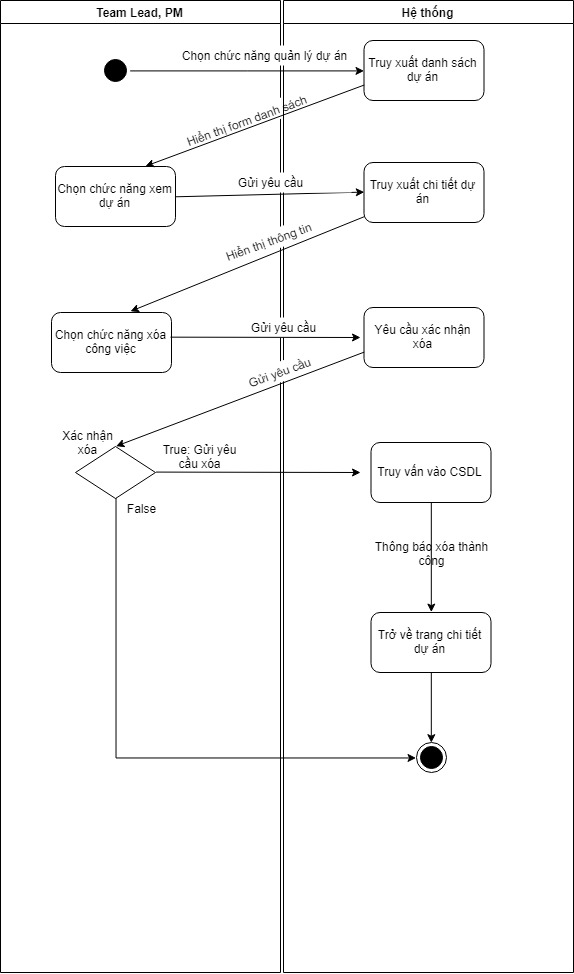 Team Lead, PM
Hệ thống
Chọn chức năng quản lý dự án
Truy xuất danh sách
dự án
Hiển thị form danh sách
Chọn chức năng xem
dự án
Gửi yêu cầu
Truy xuất chi tiết dự
án
Hiển thị thông tin
Chọn chức năng xóa
công việc
Gửi yêu cầu
Yêu cầu xác nhận
xóa
Gửi yêu cầu
Xác nhận
xóa
True: Gửi yêu
cầu xóa
Truy vấn vào CSDL
False
Thông báo xóa thành
công
Trở về trang chi tiết
dự án